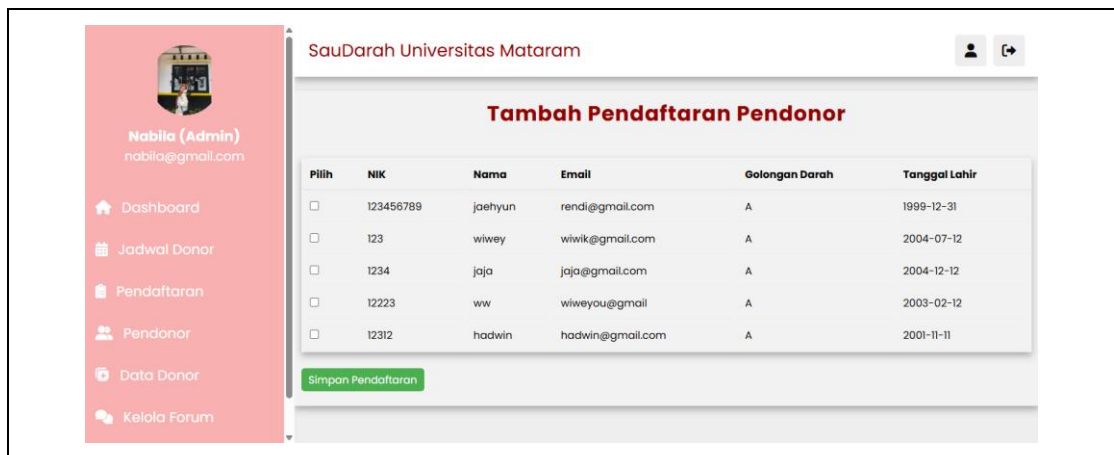 SauDarah Universitas Mataram
Nabila (Admin)
nabila@gmail.com
Dashboard
Jadwal Donor
Pendaftaran
Pendonor
Data Donor
Kelola Forum
Tambah Pendaftaran Pendonor
Pilih NIK Nama Email Golongan Darah Tanggal Lahir
123456789 jaehyun rendi@gmail.com A 1999-12-31
123 wiwey wiwik@gmail.com A 2004-07-12
1234 jaja jaja@gmail.com A 2004-12-12
12223 ww wiweyou@gmail A 2003-02-12
12312 hadwin hadwin@gmail.com A 2001-11-11
Simpan Pendaftaran